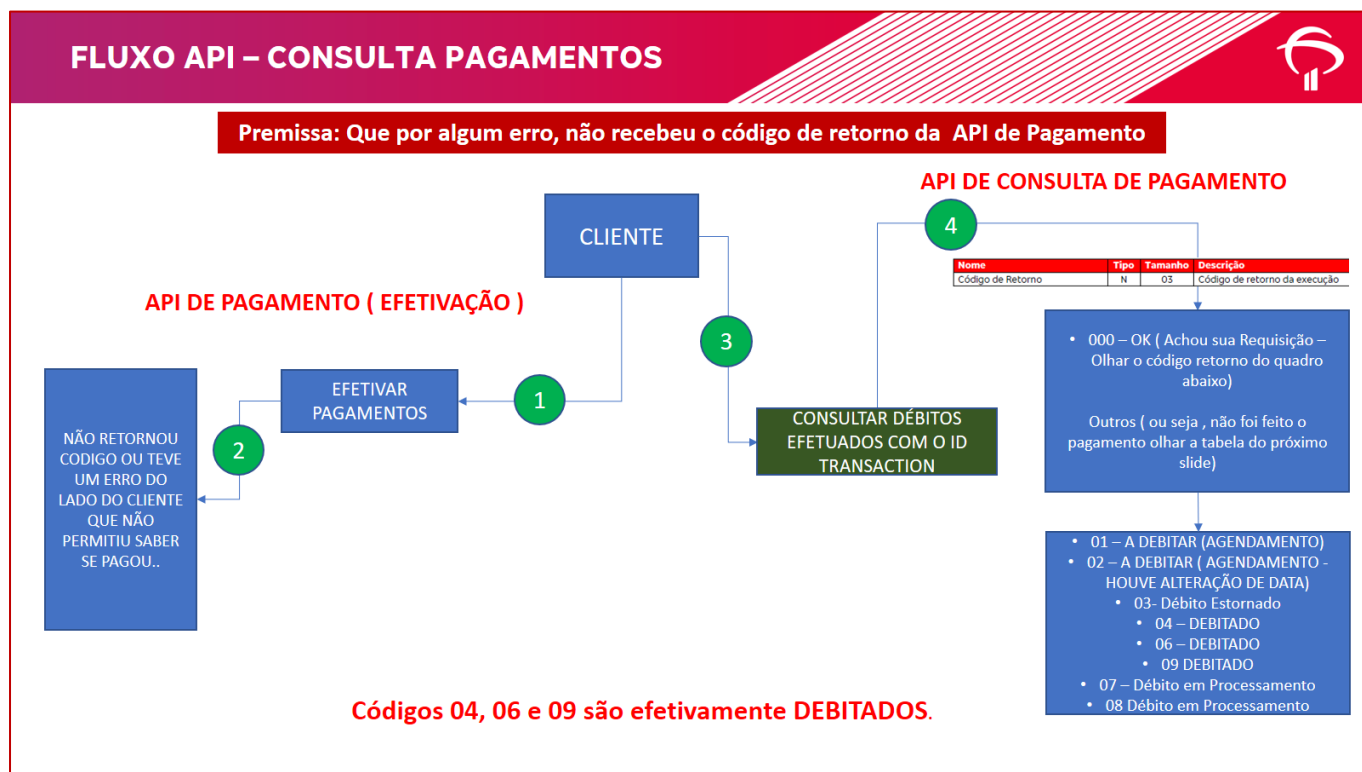 FLUXO API – CONSULTA PAGAMENTOS
Premissa: Que por algum erro, não recebeu o código de retorno da  API de Pagamento
API DE CONSULTA DE PAGAMENTO
CLIENTE
4
Nome Tipo Tamanho Descrição
Código de Retorno N 03 Código de retorno da execução
API DE PAGAMENTO ( EFETIVAÇÃO )
3
• 000 – OK ( Achou sua Requisição –
Olhar o código retorno do quadro
abaixo)
Outros ( ou seja , não foi feito o
pagamento olhar a tabela do próximo
slide)
EFETIVAR
PAGAMENTOS
1
2
NÃO RETORNOU
CODIGO OU TEVE
UM ERRO DO
LADO DO CLIENTE
QUE NÃO
PERMITIU SABER
SE PAGOU..
CONSULTAR DÉBITOS
EFETUADOS COM O ID
TRANSACTION
• 01 – A DEBITAR (AGENDAMENTO)
• 02 – A DEBITAR ( AGENDAMENTO -
HOUVE ALTERAÇÃO DE DATA)
• 03- Débito Estornado
• 04 – DEBITADO
• 06 – DEBITADO
• 09 DEBITADO
• 07 – Débito em Processamento
• 08 Débito em Processamento
Códigos 04, 06 e 09 são efetivamente DEBITADOS.